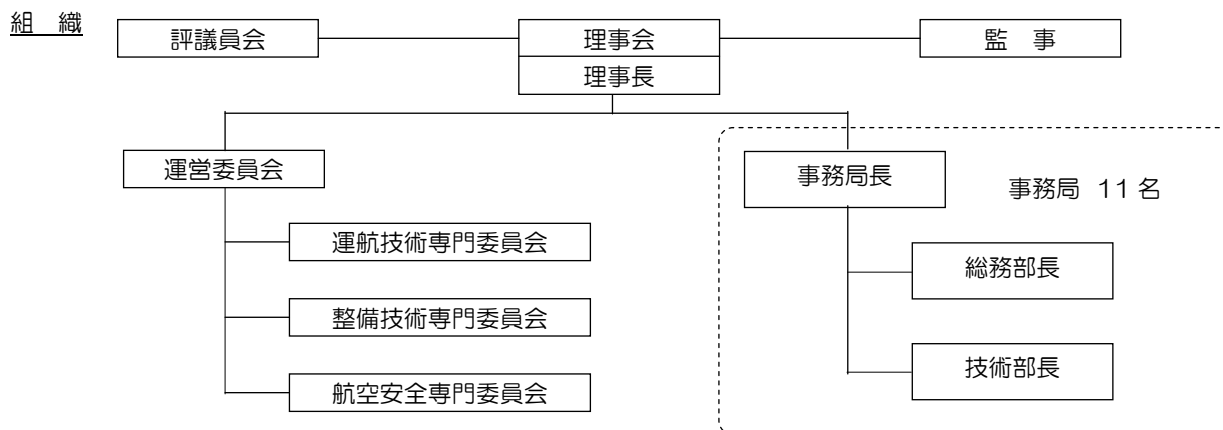 組　織
評議員会
理事会
監　事
理事長
運営委員会
事務局長
事務局　11名
運航技術専門委員会
総務部長
整備技術専門委員会
技術部長
航空安全専門委員会